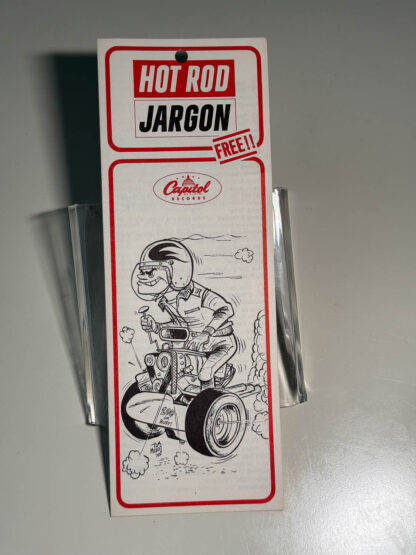 HOT ROD
JARGON
FREE!!
Capitol
RECORDS